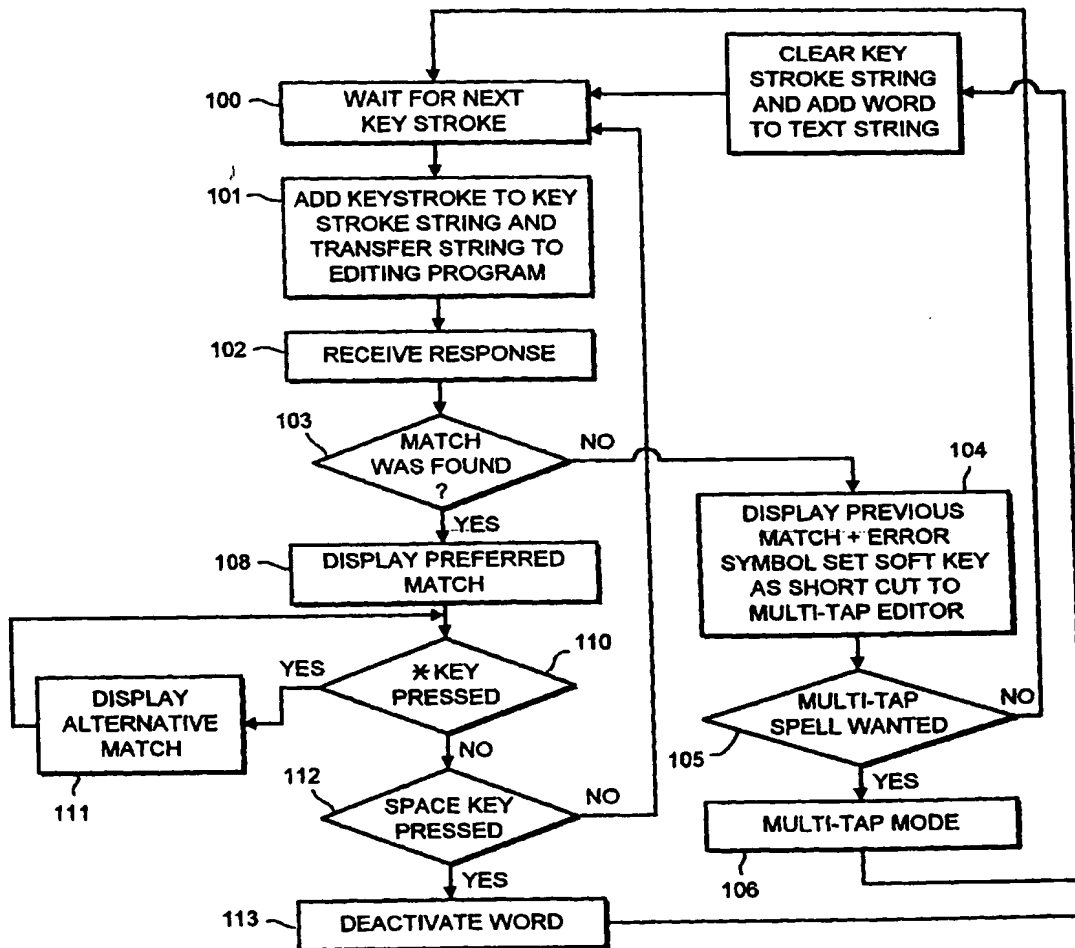 CLEAR KEY
STROKE STRING
AND ADD WORD
TO TEXT STRING
100
WAIT FOR NEXT
KEY STROKE
101
ADD KEYSTROKE TO KEY
STROKE STRING AND
TRANSFER STRING TO
EDITING PROGRAM
102
RECEIVE RESPONSE
103
MATCH
WAS FOUND
?
NO
YES
104
DISPLAY PREVIOUS
MATCH + ERROR
SYMBOL SET SOFT KEY
AS SHORT CUT TO
MULTI-TAP EDITOR
108
DISPLAY PREFERRED
MATCH
110
* KEY
PRESSED
YES
NO
DISPLAY
ALTERNATIVE
MATCH
111
MULTI-TAP
SPELL WANTED
NO
105
YES
112
SPACE KEY
PRESSED
NO
YES
MULTI-TAP MODE
106
113
DEACTIVATE WORD